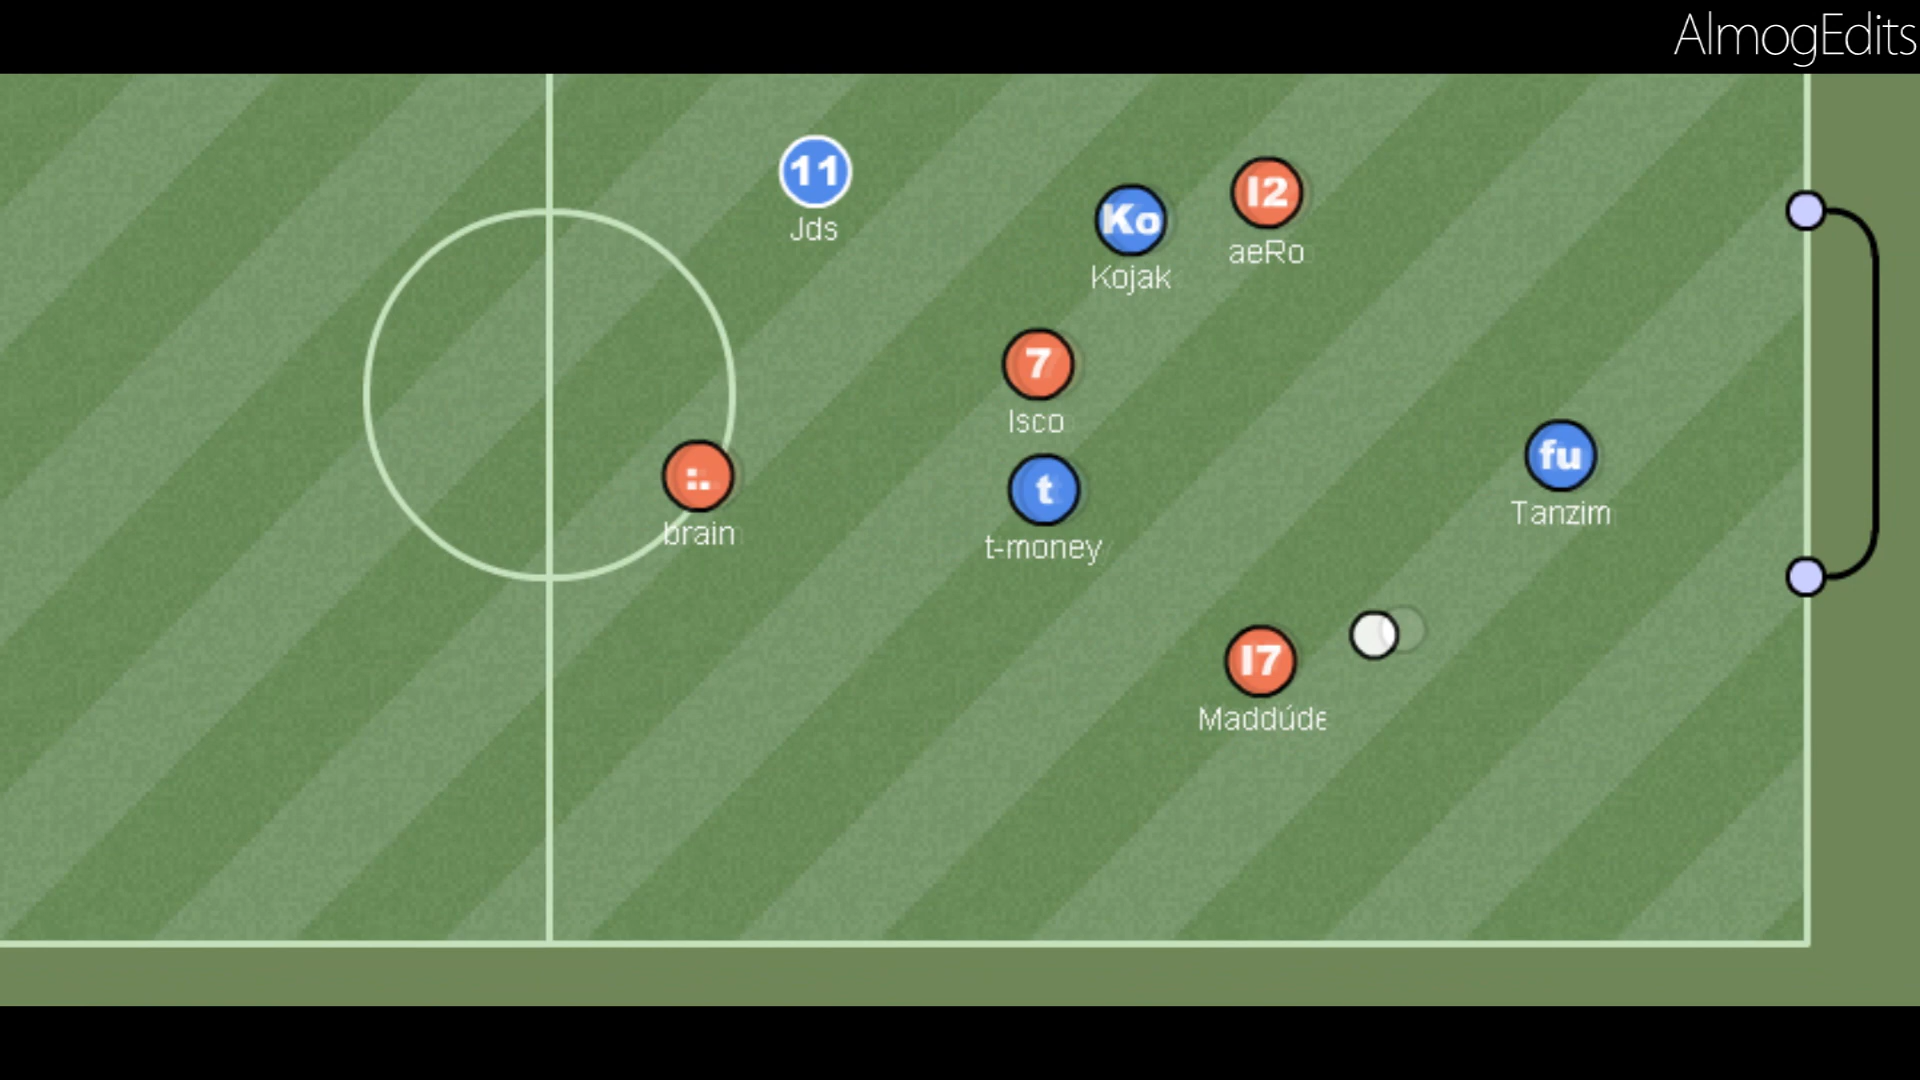 AlmogEdits
11
Jds
Ko
Kojak
12
aeRo
7
Isco
:.
brain
t
t-money
fu
Tanzim
17
Maddúde